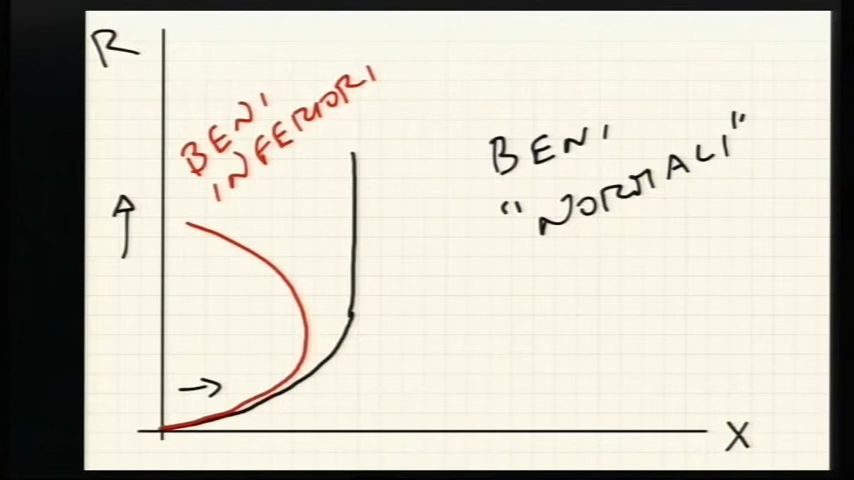 R
BENI
INFERIORI
BENI
"NORMALI"
X